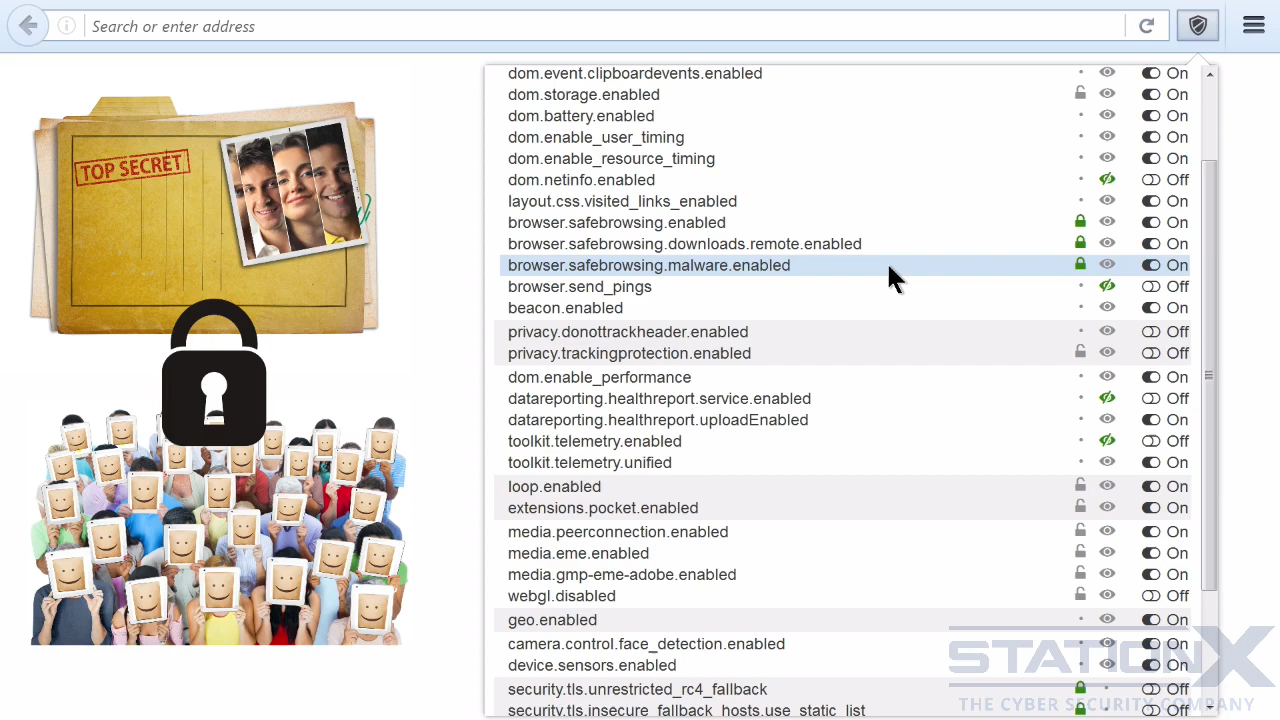 Search or enter address
TOP SECRET
dom.event.clipboardevents.enabled On
dom.storage.enabled On
dom.battery.enabled On
dom.enable_user_timing On
dom.enable_resource_timing On
dom.netinfo.enabled Off
layout.css.visited_links_enabled On
browser.safebrowsing.enabled On
browser.safebrowsing.downloads.remote.enabled On
browser.safebrowsing.malware.enabled On
browser.send_pings Off
beacon.enabled On
privacy.donottrackheader.enabled Off
privacy.trackingprotection.enabled Off
dom.enable_performance On
datareporting.healthreport.service.enabled Off
datareporting.healthreport.uploadEnabled On
toolkit.telemetry.enabled Off
toolkit.telemetry.unified On
loop.enabled On
extensions.pocket.enabled On
media.peerconnection.enabled On
media.eme.enabled On
media.gmp-eme-adobe.enabled On
webgl.disabled Off
geo.enabled On
camera.control.face_detection.enabled On
device.sensors.enabled On
security.tls.unrestricted_rc4_fallback Off
security.tls.insecure_fallback_hosts.use_static_list On
STATIONX
THE CYBER SECURITY COMPANY